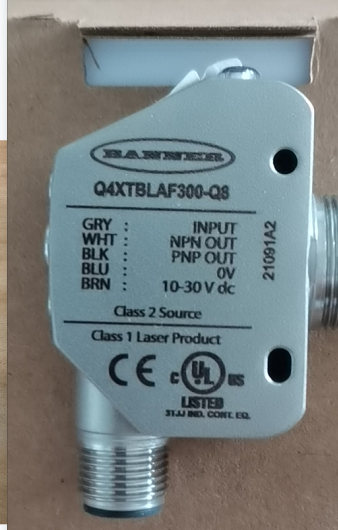 BANNER
Q4XTBLAF300-Q8
GRY : INPUT
WHT : NPN OUT
BLK : PNP OUT
BLU : 0V
BRN : 10-30 V dc
21091A2
Class 2 Source
Class 1 Laser Product
CE c UL US
LISTED
31JJ IND. CONT. EQ.